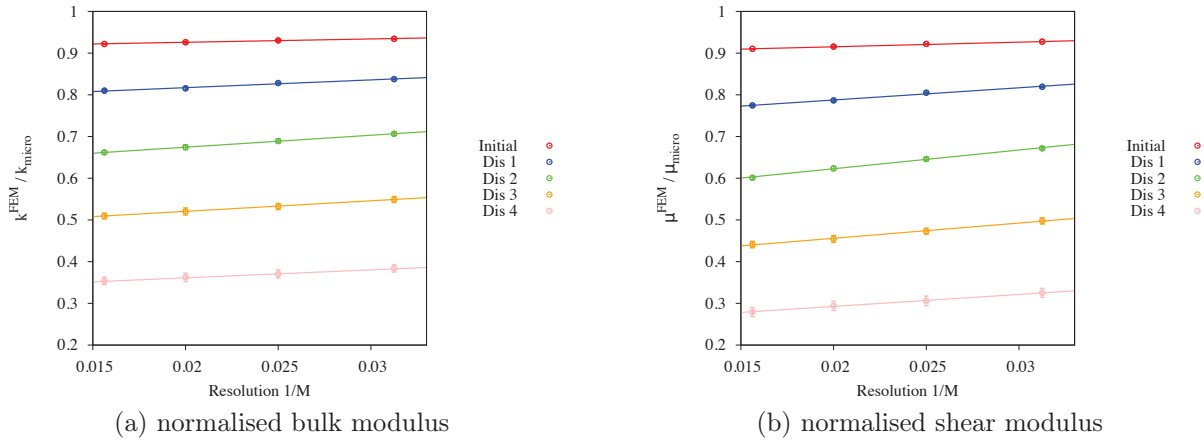 1
0.9
0.8
0.7
0.6
0.5
0.4
0.3
0.2
k^FEM / k_micro
0.015 0.02 0.025 0.03
Resolution 1/M
Initial
Dis 1
Dis 2
Dis 3
Dis 4
(a) normalised bulk modulus
1
0.9
0.8
0.7
0.6
0.5
0.4
0.3
0.2
μ^FEM / μ_micro
0.015 0.02 0.025 0.03
Resolution 1/M
Initial
Dis 1
Dis 2
Dis 3
Dis 4
(b) normalised shear modulus